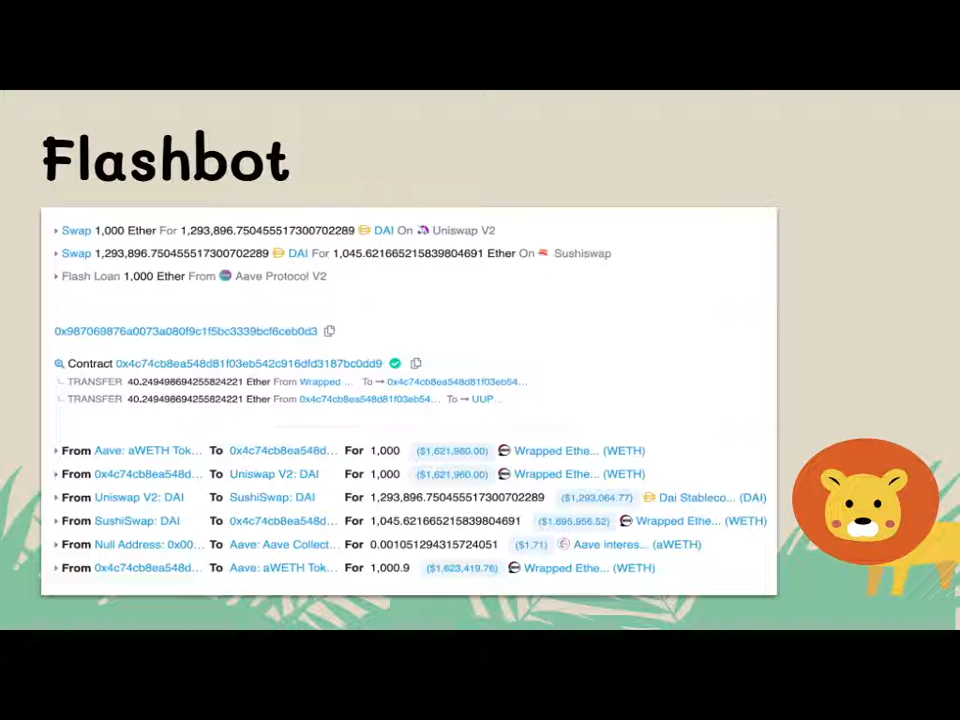 Flashbot
Swap 1,000 Ether For 1,293,896.750455517300702289 DAI On Uniswap V2
Swap 1,293,896.750455517300702289 DAI For 1,045.621665215839804691 Ether On Sushiswap
Flash Loan 1,000 Ether From Aave Protocol V2
0x987069876a0073a080f9c1f5bc3339bcf6ceb0d3
Contract 0x4c74cb8ea548d81f03eb542c916dfd3187bc0dd9
TRANSFER 40.249498694255824221 Ether From Wrapped ... To → 0x4c74cb8ea548d81f03eb54...
TRANSFER 40.249498694255824221 Ether From 0x4c74cb8ea548d81f03eb54... To → UUP...
From Aave: aWETH Tok... To 0x4c74cb8ea548d... For 1,000 ($1,621,960.00) Wrapped Ethe... (WETH)
From 0x4c74cb8ea548d... To Uniswap V2: DAI For 1,000 ($1,621,960.00) Wrapped Ethe... (WETH)
From Uniswap V2: DAI To SushiSwap: DAI For 1,293,896.750455517300702289 ($1,293,064.77) Dai Stableco... (DAI)
From SushiSwap: DAI To 0x4c74cb8ea548d... For 1,045.621665215839804691 ($1,695,956.52) Wrapped Ethe... (WETH)
From Null Address: 0x00... To Aave: Aave Collect... For 0.001051294315724051 ($1.71) Aave interes... (aWETH)
From 0x4c74cb8ea548d... To Aave: aWETH Tok... For 1,000.9 ($1,623,419.76) Wrapped Ethe... (WETH)